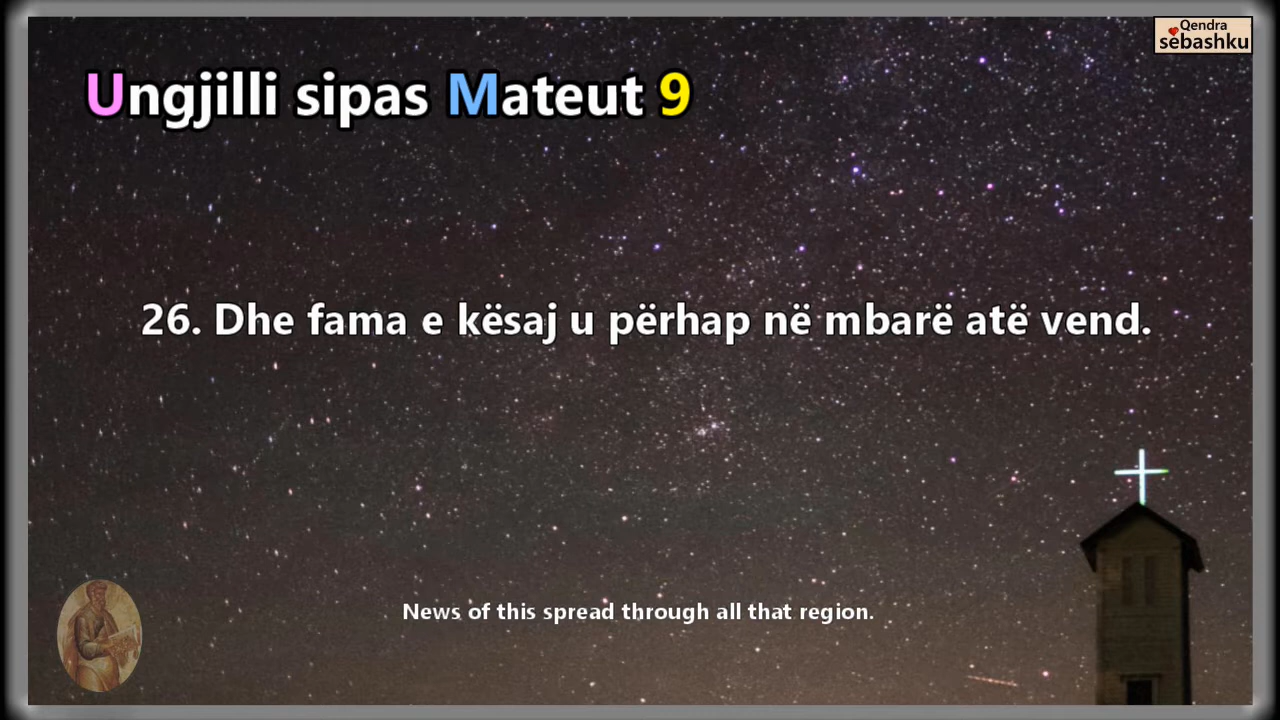 Qendra
sëbashku
Ungjilli sipas Mateut 9
26. Dhe fama e kësaj u përhap në mbarë atë vend.
News of this spread through all that region.